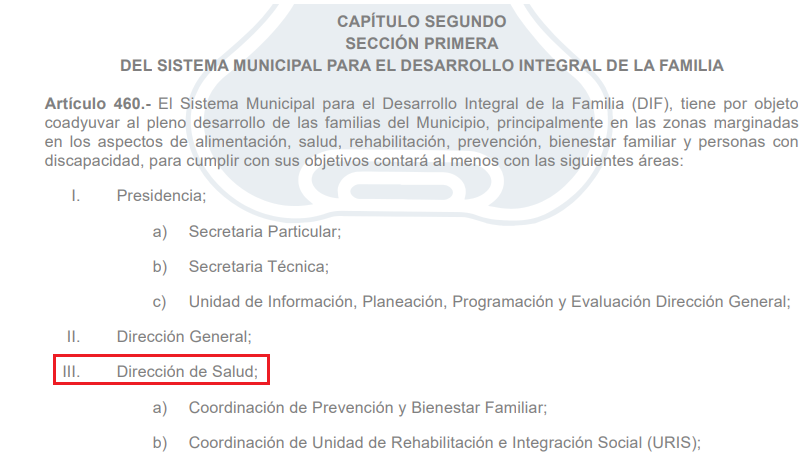 CAPÍTULO SEGUNDO
SECCIÓN PRIMERA
DEL SISTEMA MUNICIPAL PARA EL DESARROLLO INTEGRAL DE LA FAMILIA
Artículo 460.- El Sistema Municipal para el Desarrollo Integral de la Familia (DIF), tiene por objeto
coadyuvar al pleno desarrollo de las familias del Municipio, principalmente en las zonas marginadas
en los aspectos de alimentación, salud, rehabilitación, prevención, bienestar familiar y personas con
discapacidad, para cumplir con sus objetivos contará al menos con las siguientes áreas:
I. Presidencia;
a) Secretaria Particular;
b) Secretaria Técnica;
c) Unidad de Información, Planeación, Programación y Evaluación Dirección General;
II. Dirección General;
III. Dirección de Salud;
a) Coordinación de Prevención y Bienestar Familiar;
b) Coordinación de Unidad de Rehabilitación e Integración Social (URIS);